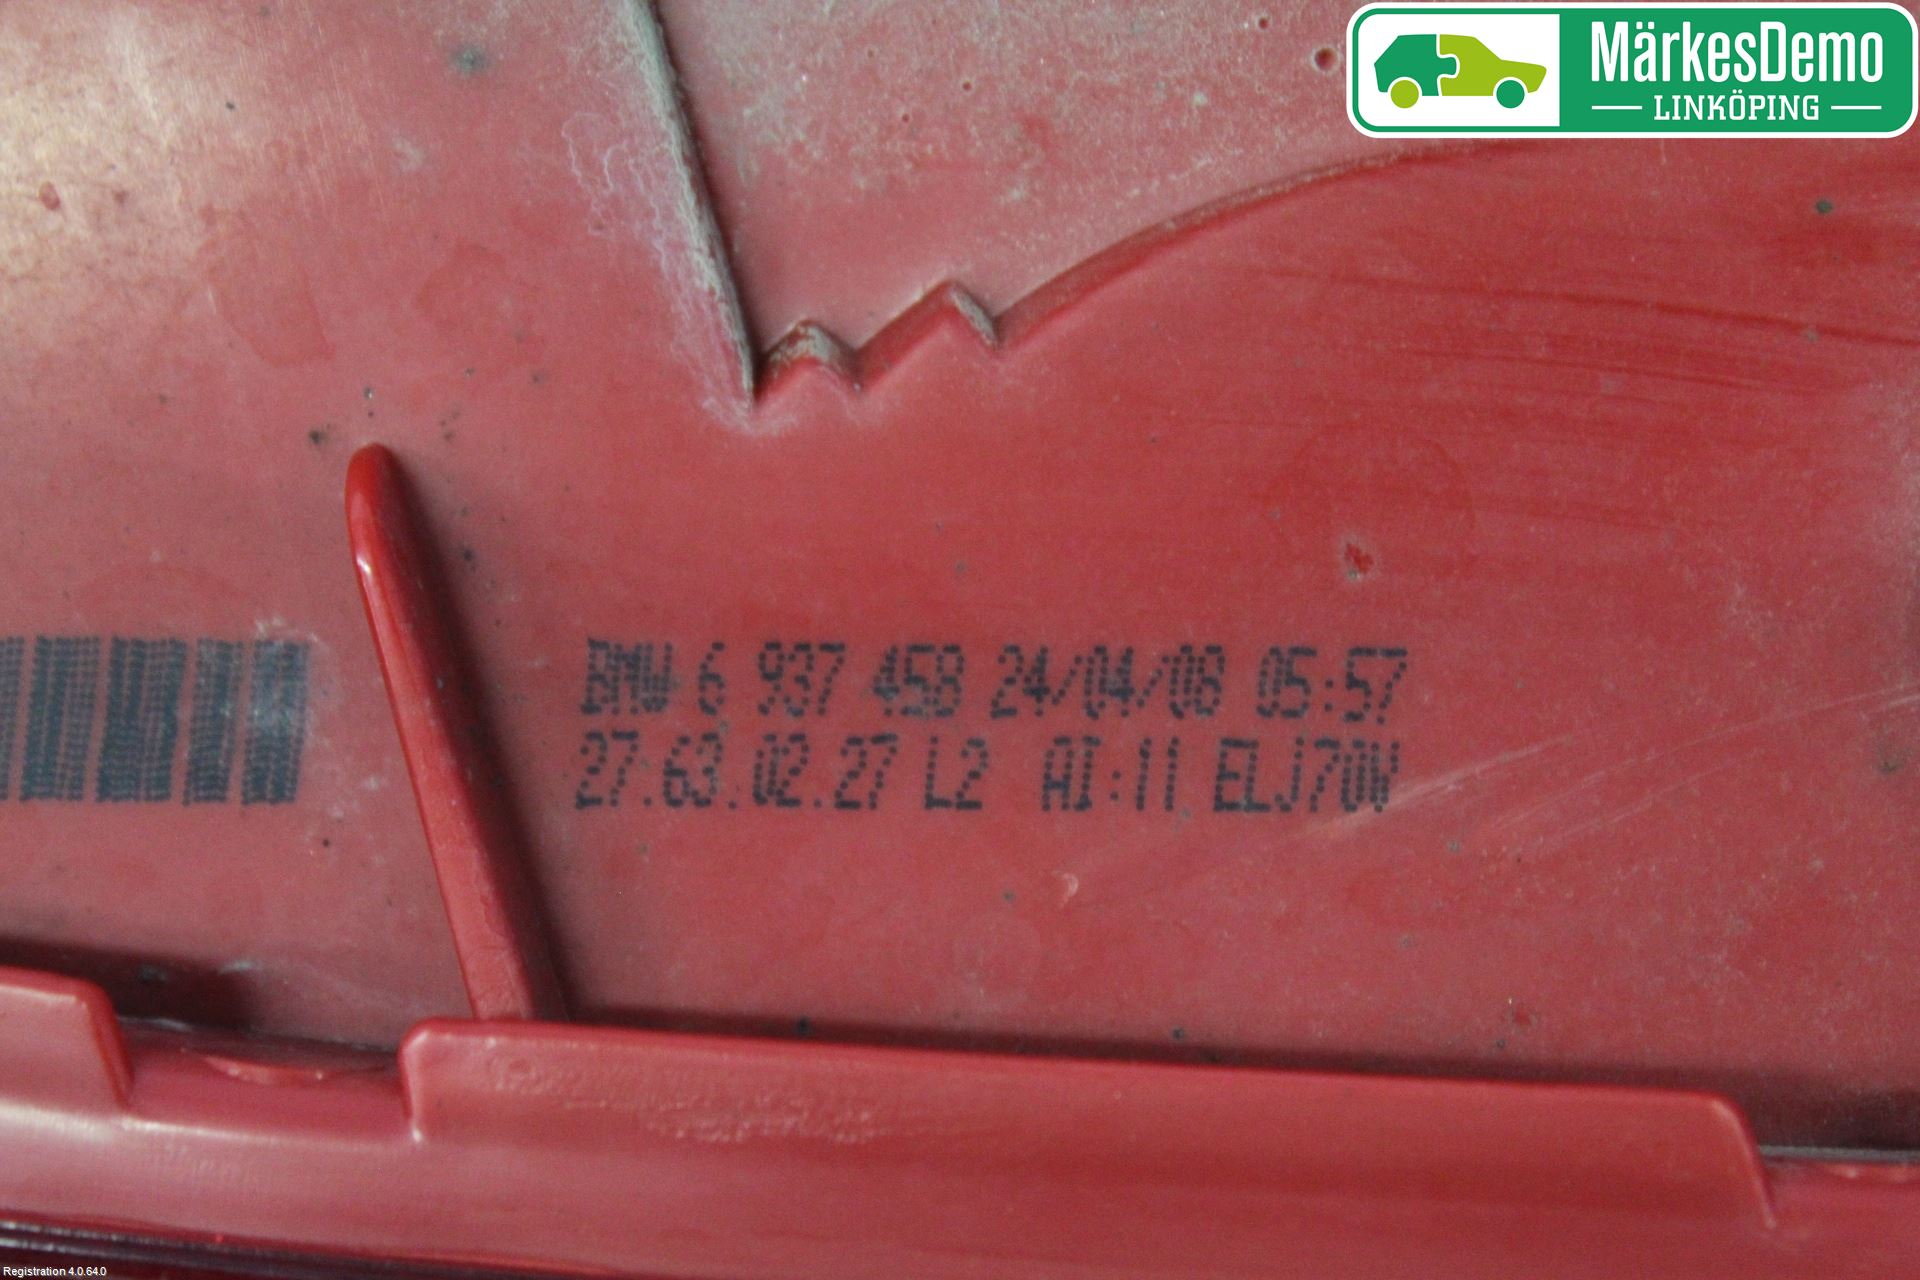 MärkesDemo
LINKÖPING
BMW 6 937 458 24/04/08 05:57
27.63.02.27 L2 AI:11 ELJ70W
Registration 4.0.64.0